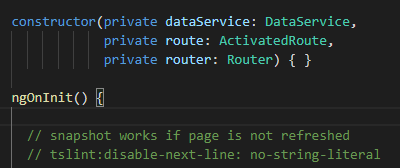 constructor(private dataService: DataService,
private route: ActivatedRoute,
private router: Router) { }
ngOnInit() {
// snapshot works if page is not refreshed
// tslint:disable-next-line: no-string-literal